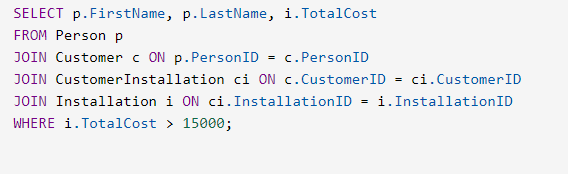 SELECT p.FirstName, p.LastName, i.TotalCost
FROM Person p
JOIN Customer c ON p.PersonID = c.PersonID
JOIN CustomerInstallation ci ON c.CustomerID = ci.CustomerID
JOIN Installation i ON ci.InstallationID = i.InstallationID
WHERE i.TotalCost > 15000;